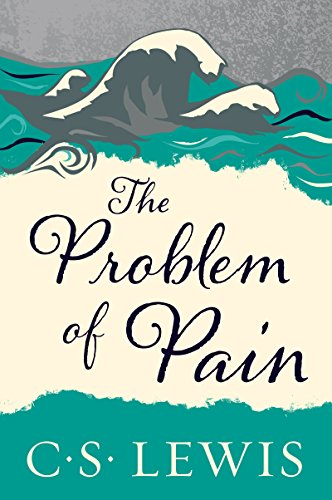 The
Problem
of Pain
C·S·LEWIS